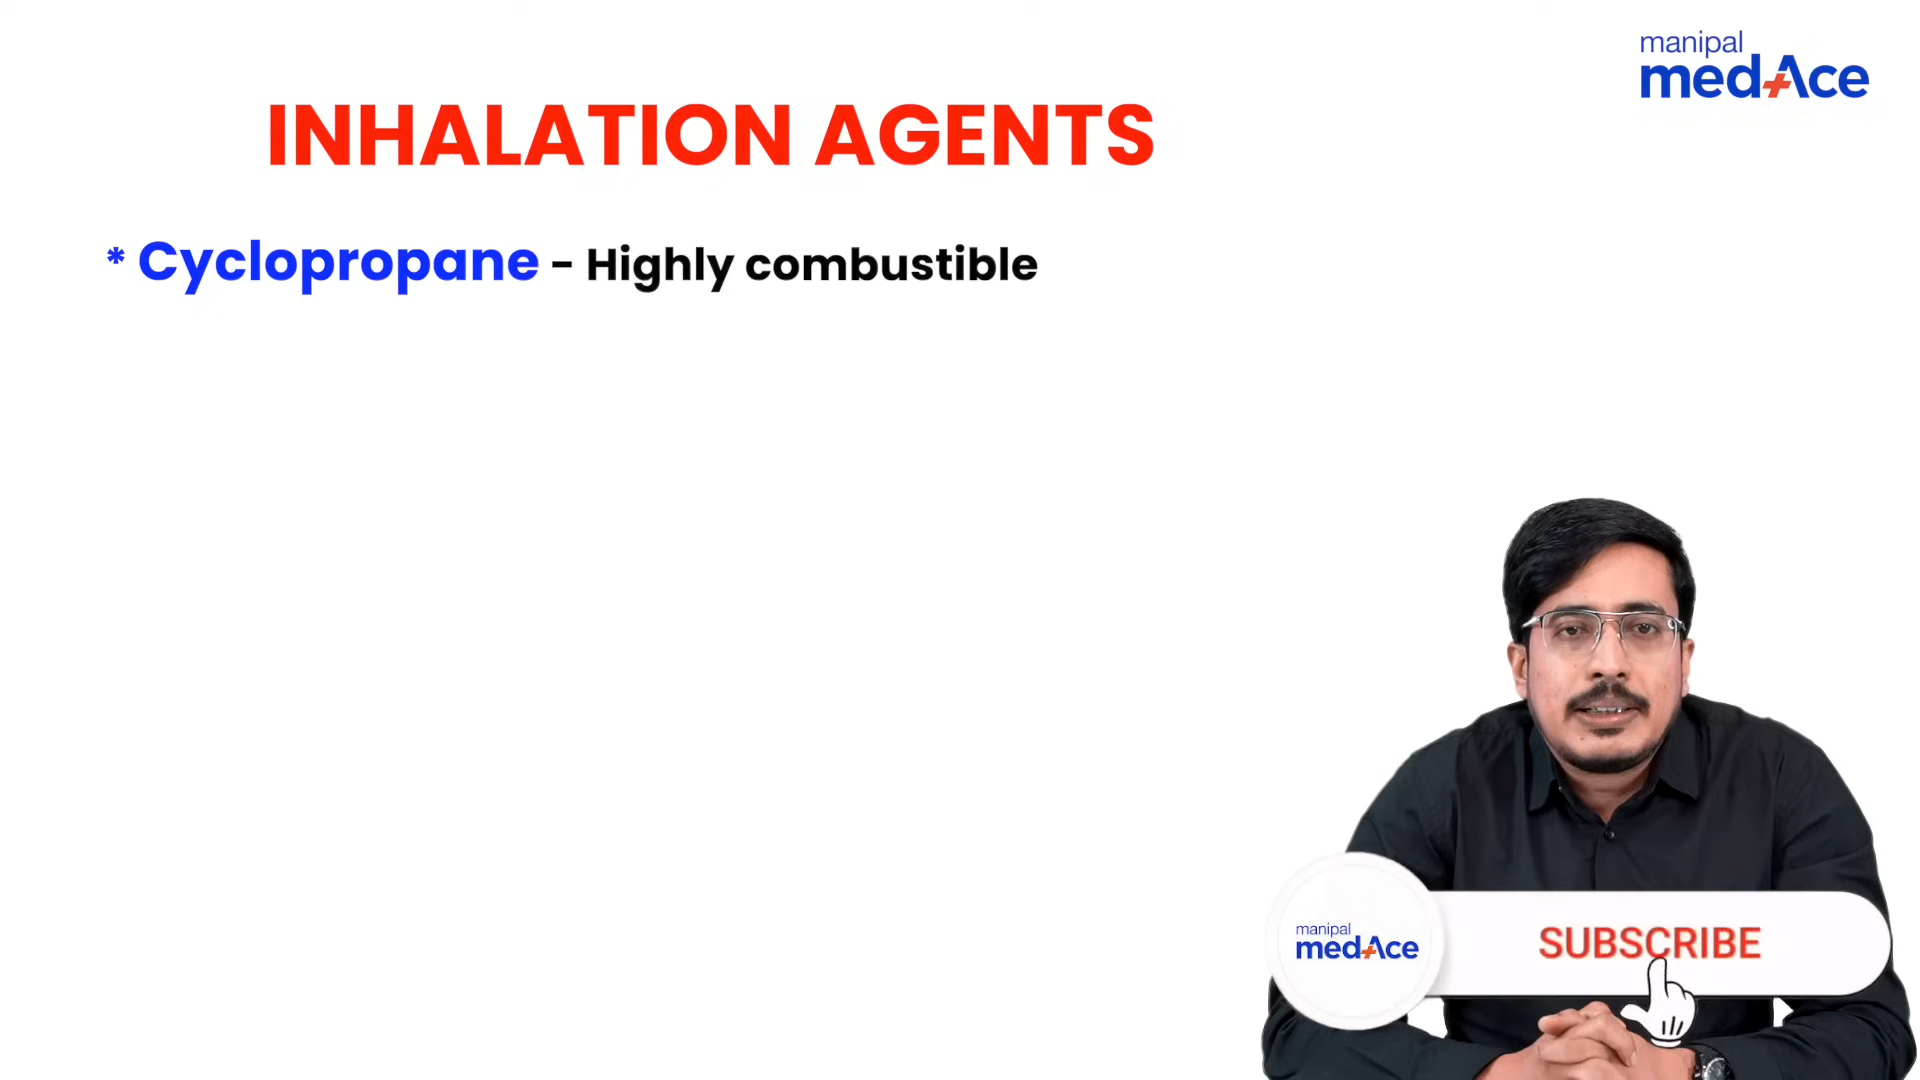 manipal
medAce
INHALATION AGENTS
* Cyclopropane - Highly combustible
manipal
medAce
SUBSCRIBE